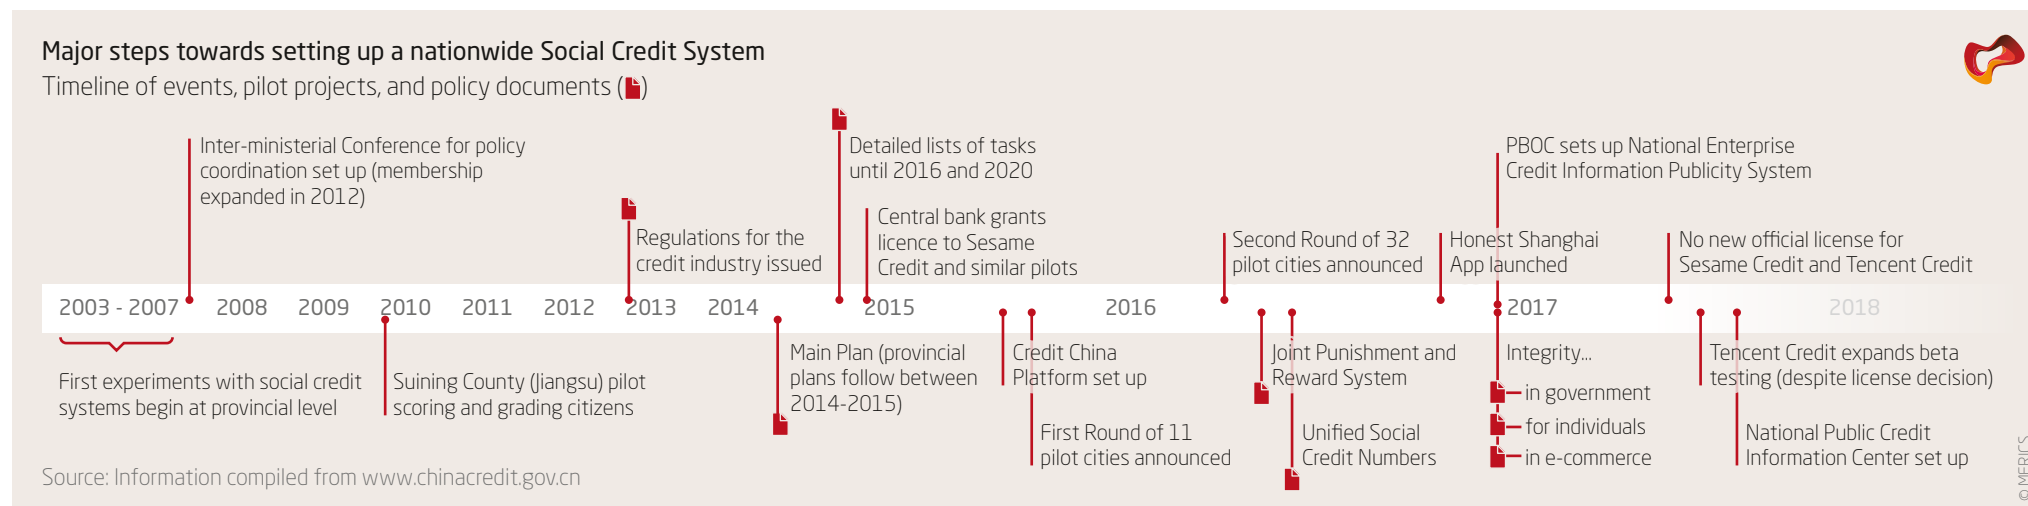 Major steps towards setting up a nationwide Social Credit System
Timeline of events, pilot projects, and policy documents ( )
Inter-ministerial Conference for policy
coordination set up (membership
expanded in 2012)
Regulations for the
credit industry issued
Detailed lists of tasks
until 2016 and 2020
Central bank grants
licence to Sesame
Credit and similar pilots
Second Round of 32
pilot cities announced
Honest Shanghai
App launched
PBOC sets up National Enterprise
Credit Information Publicity System
No new official license for
Sesame Credit and Tencent Credit
2003 - 2007 2008 2009 2010 2011 2012 2013 2014 2015 2016 2017 2018
First experiments with social credit
systems begin at provincial level
Suining County (Jiangsu) pilot
scoring and grading citizens
Main Plan (provincial
plans follow between
2014-2015)
Credit China
Platform set up
First Round of 11
pilot cities announced
Joint Punishment and
Reward System
Unified Social
Credit Numbers
Integrity...
in government
for individuals
in e-commerce
Tencent Credit expands beta
testing (despite license decision)
National Public Credit
Information Center set up
Source: Information compiled from www.chinacredit.gov.cn
© MERICS